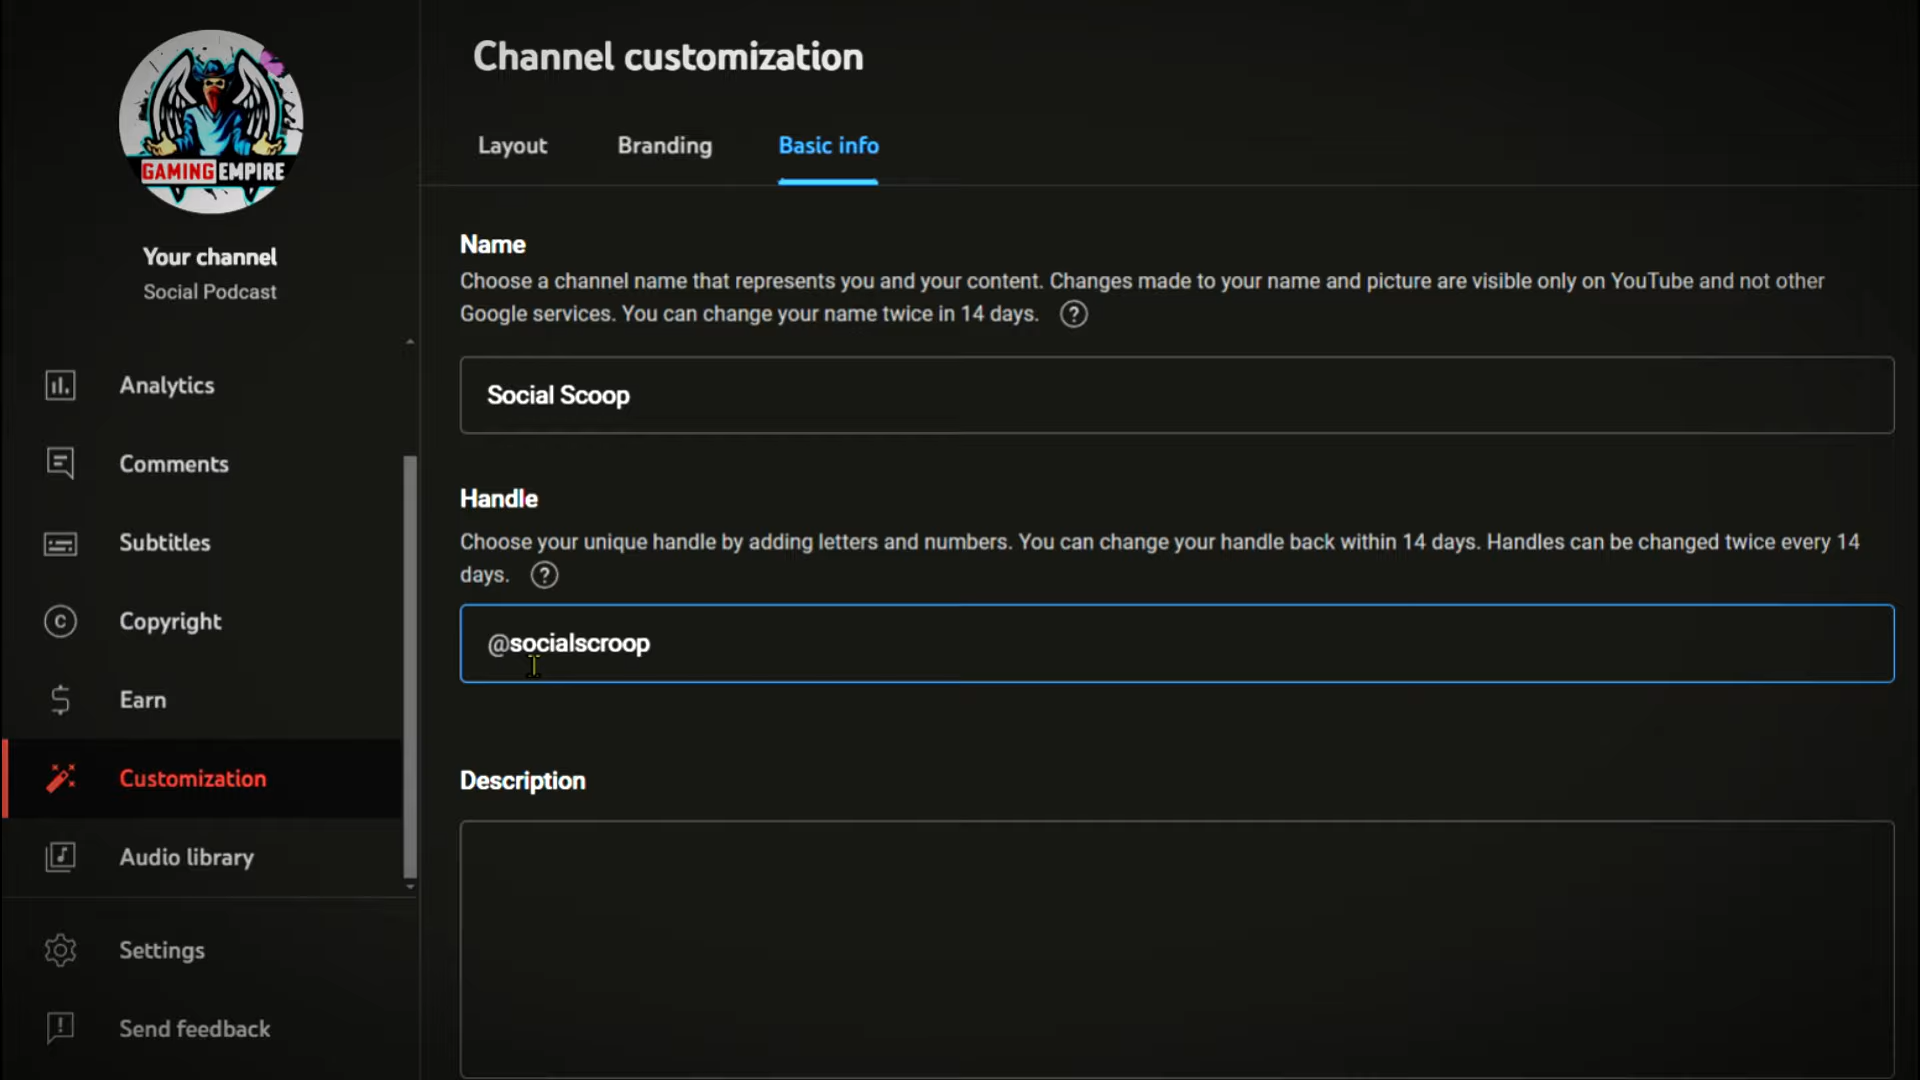 GAMING EMPIRE
Your channel
Social Podcast
Analytics
Comments
Subtitles
Copyright
Earn
Customization
Audio library
Settings
Send feedback
Channel customization
Layout Branding Basic info
Name
Choose a channel name that represents you and your content. Changes made to your name and picture are visible only on YouTube and not other
Google services. You can change your name twice in 14 days. ?
Social Scoop
Handle
Choose your unique handle by adding letters and numbers. You can change your handle back within 14 days. Handles can be changed twice every 14
days. ?
@socialscroop
Description